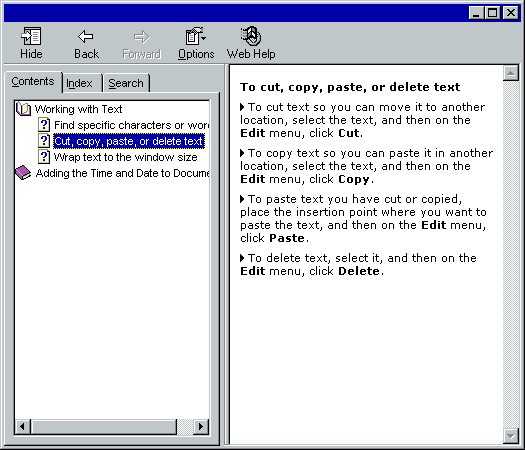 Hide Back Forward Options Web Help
Contents Index Search
Working with Text
Find specific characters or wor
Cut, copy, paste, or delete text
Wrap text to the window size
Adding the Time and Date to Docume
To cut, copy, paste, or delete text
To cut text so you can move it to another
location, select the text, and then on the
Edit menu, click Cut.
To copy text so you can paste it in another
location, select the text, and then on the
Edit menu, click Copy.
To paste text you have cut or copied,
place the insertion point where you want to
paste the text, and then on the Edit menu,
click Paste.
To delete text, select it, and then on the
Edit menu, click Delete.